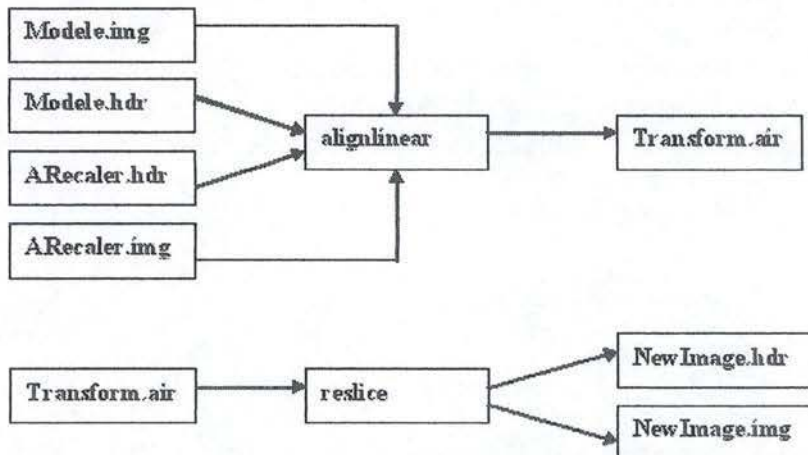 Modele.img
Modele.hdr
ARecaler.hdr
ARecaler.img
alignlinear
Transform.air
Transform.air
reslice
NewImage.hdr
NewImage.img